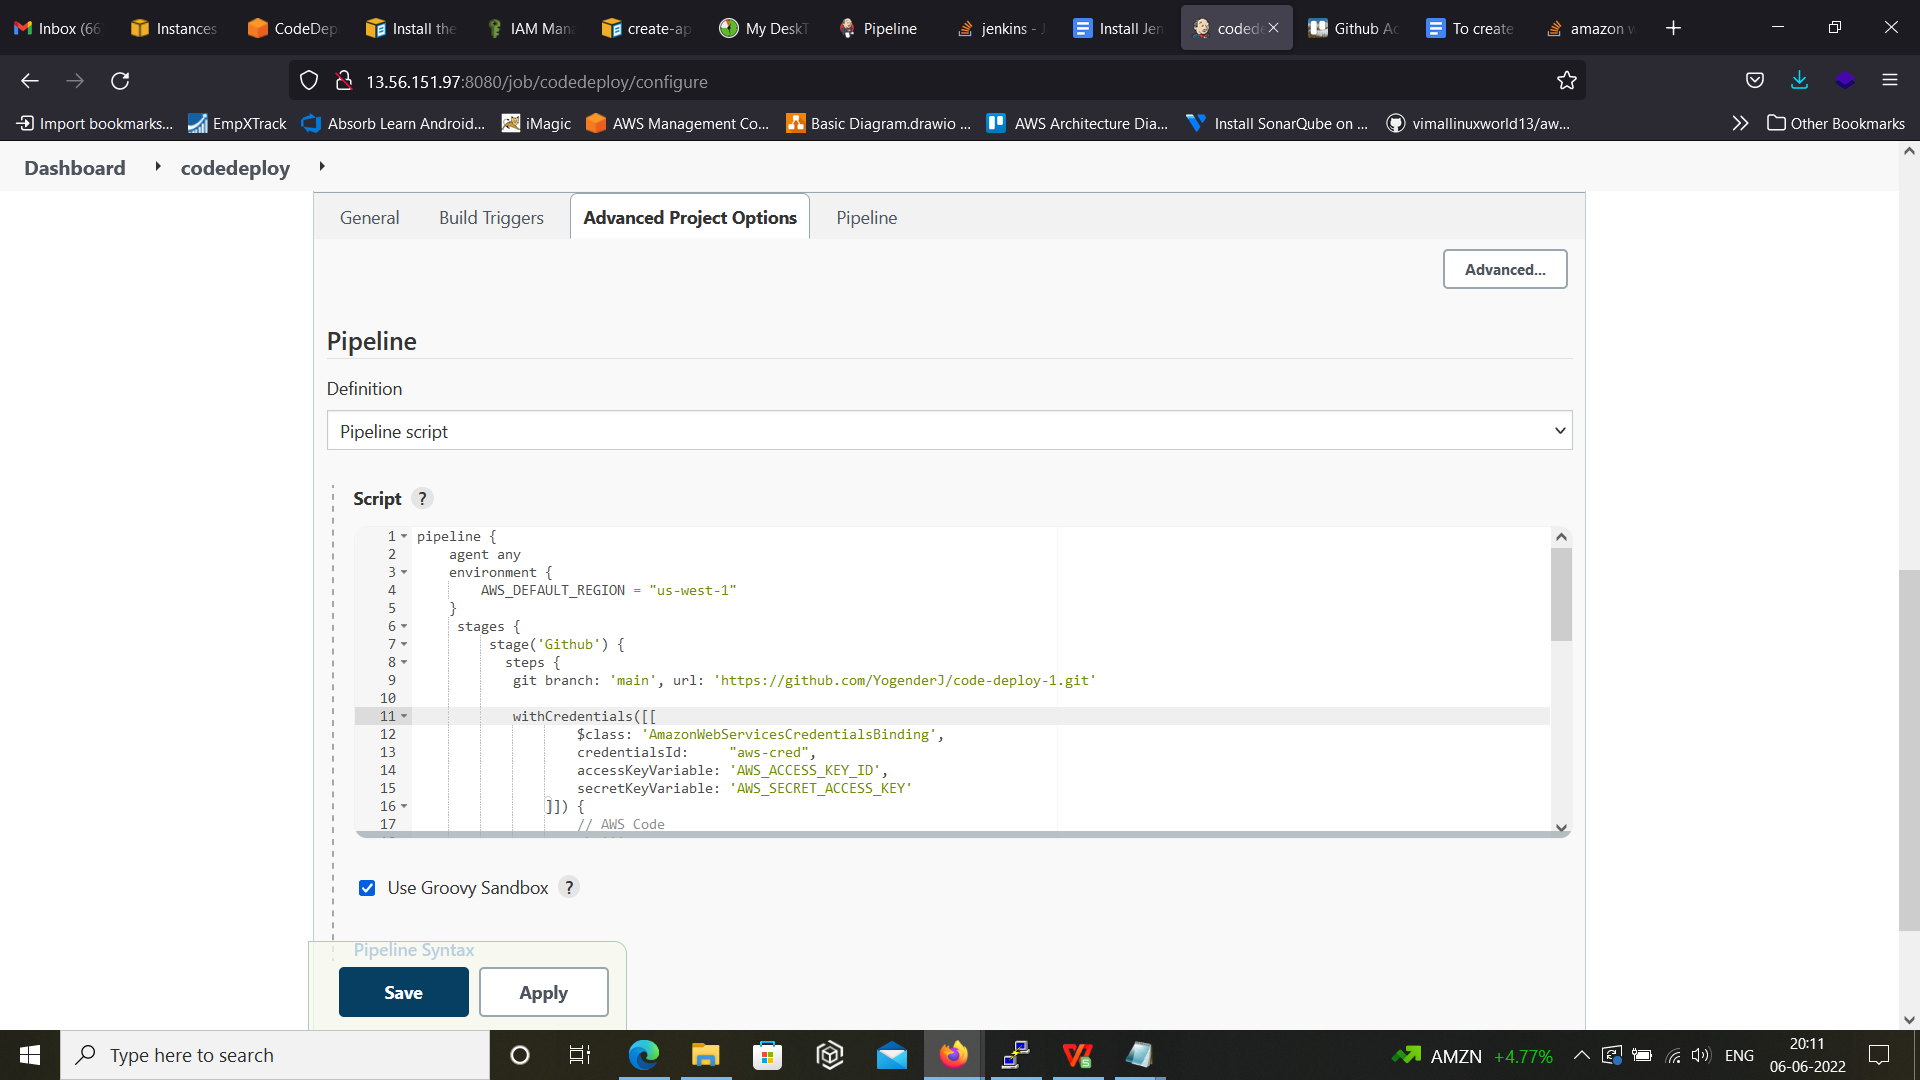 Inbox (66 Instances CodeDep Install the IAM Mana create-ap My DeskT Pipeline jenkins - J Install Jen codede Github Ac To create amazon w
13.56.151.97:8080/job/codedeploy/configure
Import bookmarks... EmpXTrack Absorb Learn Android... iMagic AWS Management Co... Basic Diagram.drawio ... AWS Architecture Dia... Install SonarQube on ... vimallinuxworld13/aw... Other Bookmarks
Dashboard codedeploy
General Build Triggers Advanced Project Options Pipeline
Advanced...
Pipeline
Definition
Pipeline script
Script ?
1 pipeline {
2 agent any
3 environment {
4 AWS_DEFAULT_REGION = "us-west-1"
5 }
6 stages {
7 stage('Github') {
8 steps {
9 git branch: 'main', url: 'https://github.com/YogenderJ/code-deploy-1.git'
10
11 withCredentials([[
12 $class: 'AmazonWebServicesCredentialsBinding',
13 credentialsId: "aws-cred",
14 accessKeyVariable: 'AWS_ACCESS_KEY_ID',
15 secretKeyVariable: 'AWS_SECRET_ACCESS_KEY'
16 ]]) {
17 // AWS Code
Use Groovy Sandbox ?
Pipeline Syntax
Save Apply
Type here to search AMZN +4.77% ENG 20:11
06-06-2022